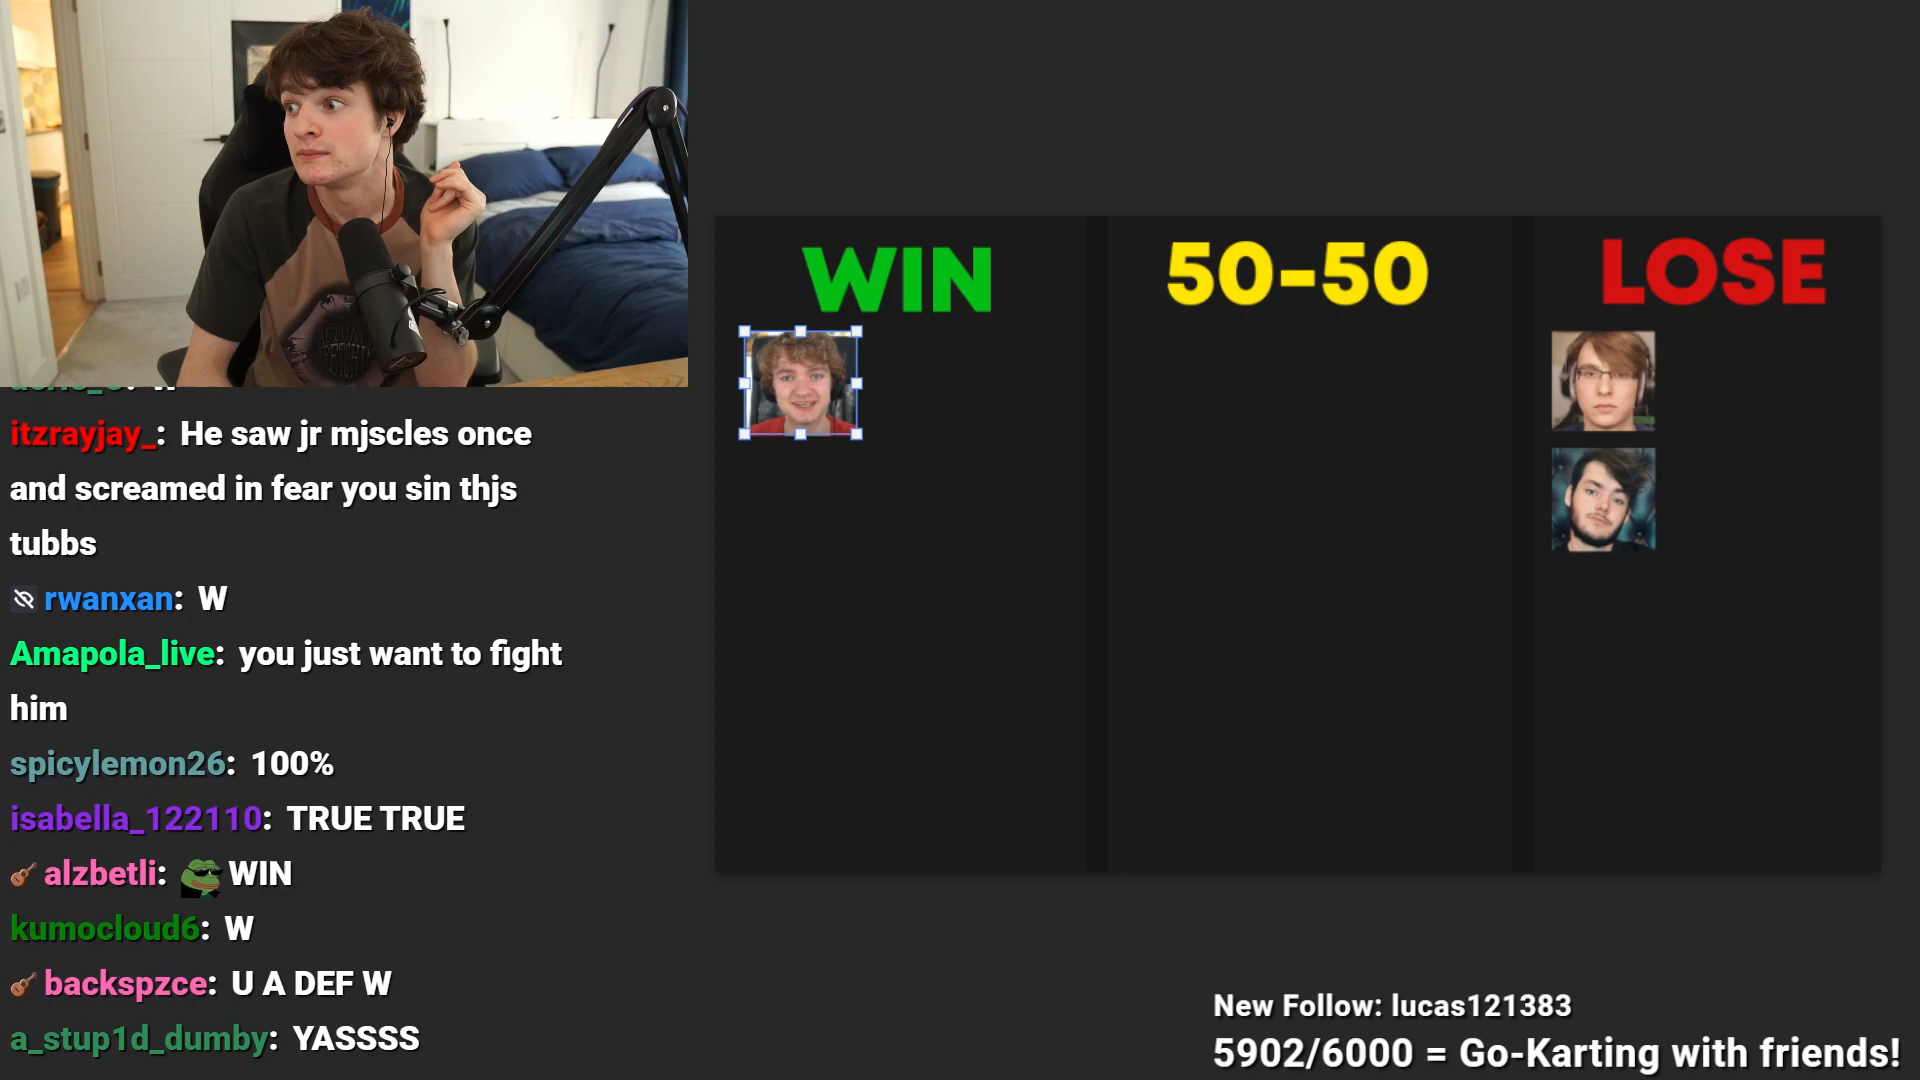 WIN
50-50
LOSE
itzrayjay_: He saw jr mjscles once
and screamed in fear you sin thjs
tubbs
rwanxan: W
Amapola_live: you just want to fight
him
spicylemon26: 100%
isabella_122110: TRUE TRUE
alzbetli: WIN
kumocloud6: W
backspzce: U A DEF W
a_stup1d_dumby: YASSSS
New Follow: lucas121383
5902/6000 = Go-Karting with friends!